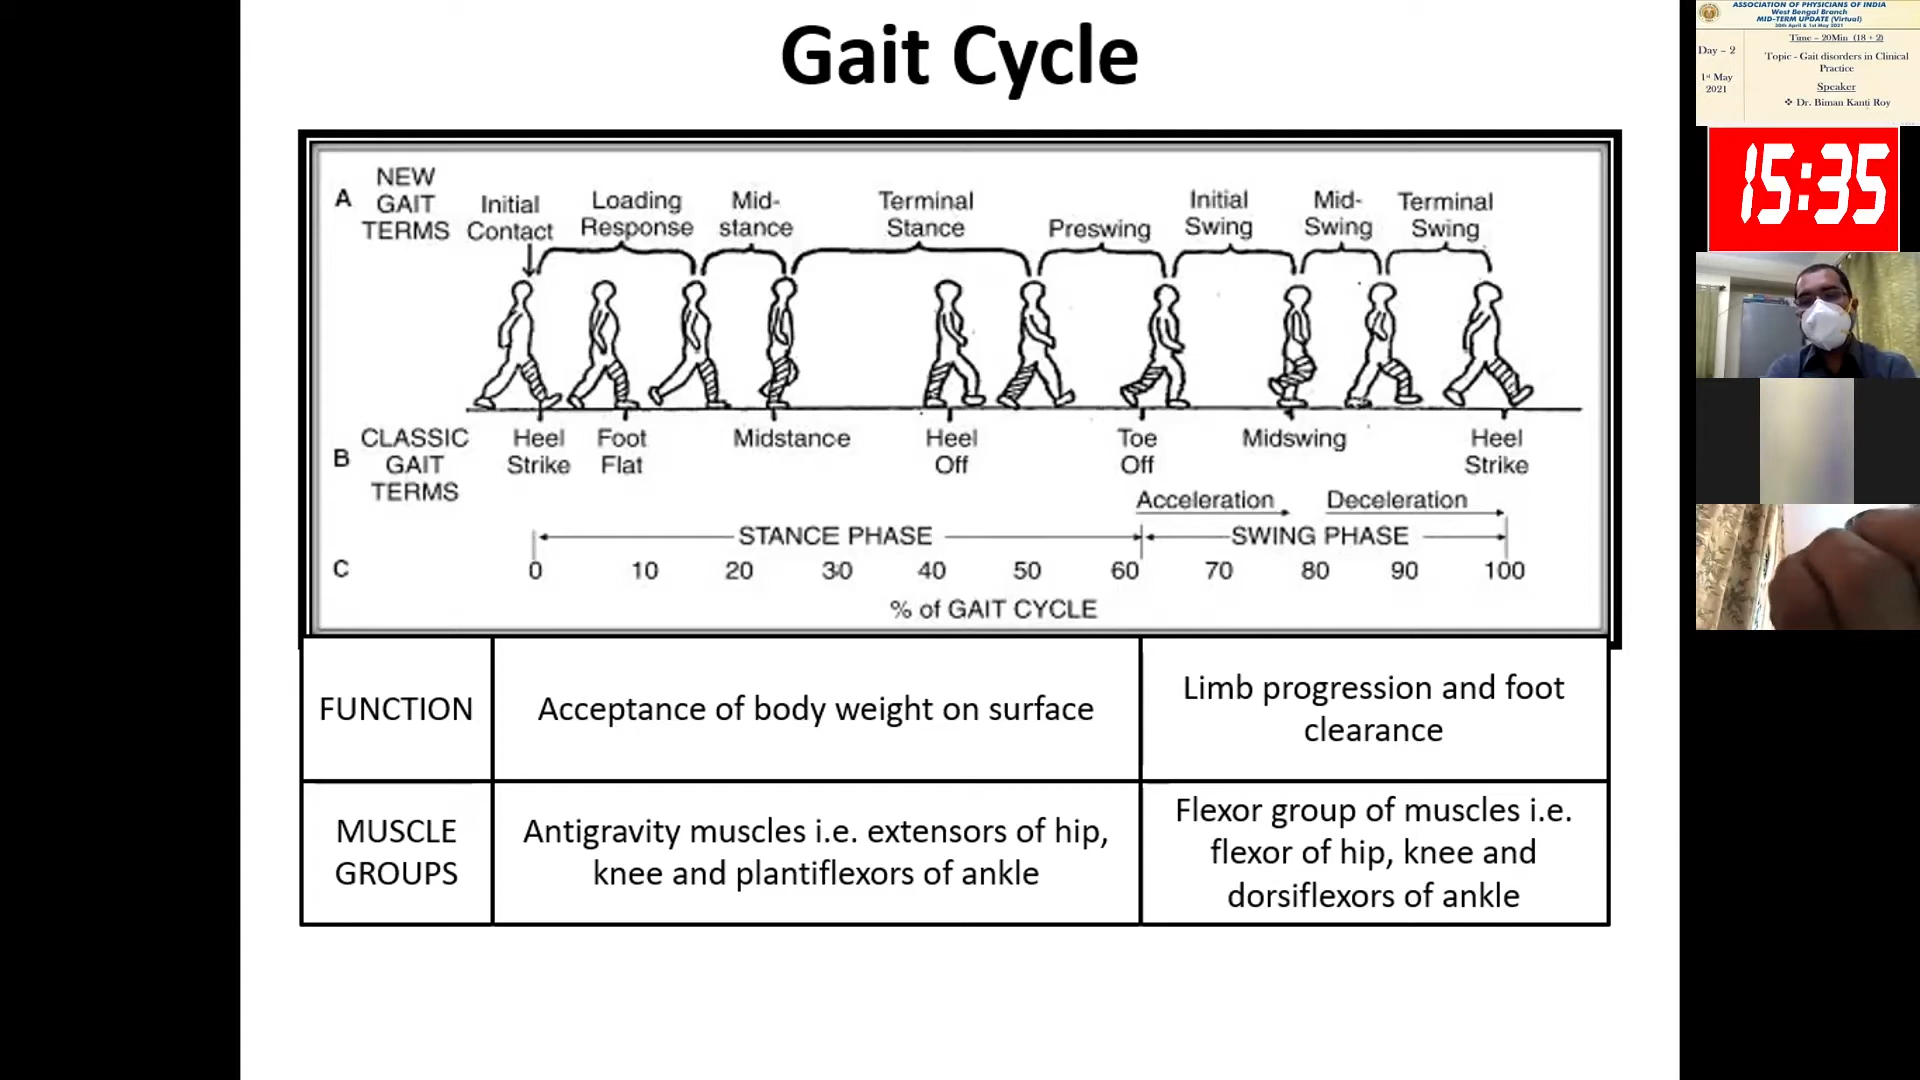 Gait Cycle
A
NEW
GAIT
TERMS
Initial
Contact
Loading
Response
Mid-
stance
Terminal
Stance
Preswing
Initial
Swing
Mid-
Swing
Terminal
Swing
B
CLASSIC
GAIT
TERMS
Heel
Strike
Foot
Flat
Midstance
Heel
Off
Toe
Off
Midswing
Heel
Strike
Acceleration
Deceleration
STANCE PHASE
SWING PHASE
C
0 10 20 30 40 50 60 70 80 90 100
% of GAIT CYCLE
FUNCTION
Acceptance of body weight on surface
Limb progression and foot
clearance
MUSCLE
GROUPS
Antigravity muscles i.e. extensors of hip,
knee and plantiflexors of ankle
Flexor group of muscles i.e.
flexor of hip, knee and
dorsiflexors of ankle
ASSOCIATION OF PHYSICIANS OF INDIA
West Bengal Branch
MID-TERM UPDATE (Virtual)
30th April & 1st May 2021
Day – 2
1st May
2021
Time – 20Min (18 + 2)
Topic - Gait disorders in Clinical
Practice
Speaker
❖ Dr. Biman Kanti Roy
15:35